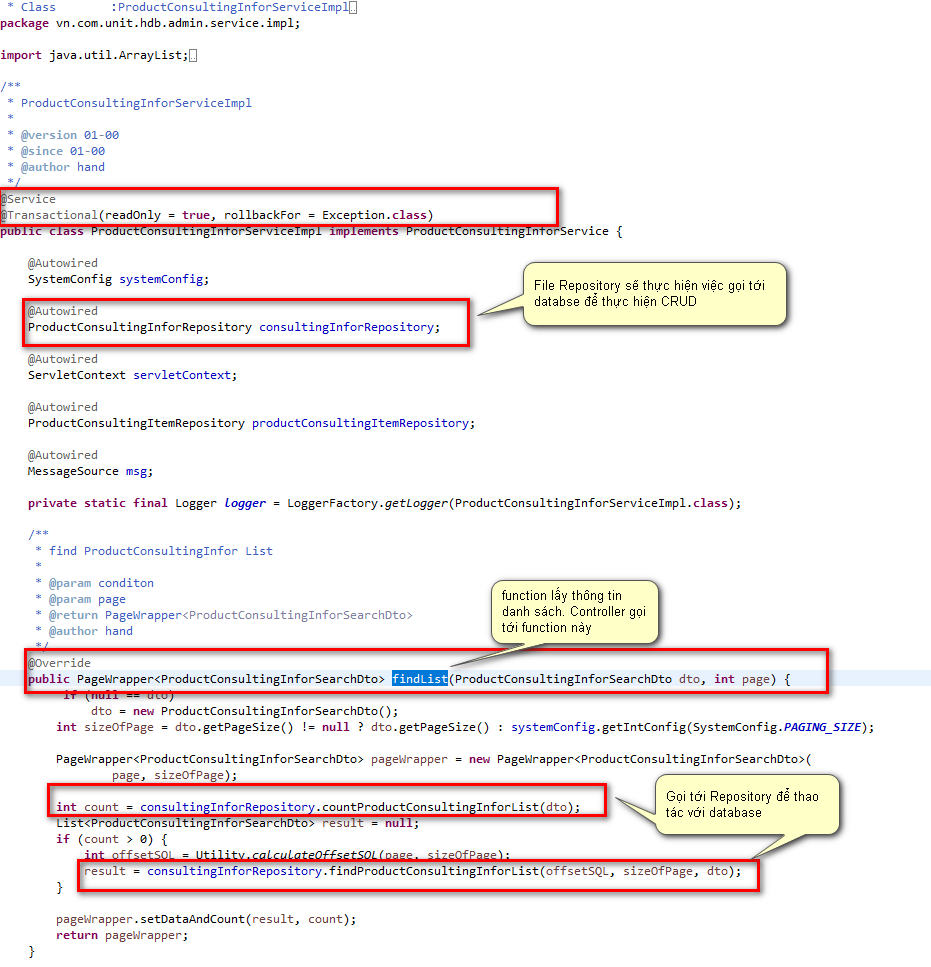 * Class        :ProductConsultingInforServiceImpl
package vn.com.unit.hdb.admin.service.impl;
import java.util.ArrayList;
/**
 * ProductConsultingInforServiceImpl
 *
 * @version 01-00
 * @since 01-00
 * @author hand
 */
@Service
@Transactional(readOnly = true, rollbackFor = Exception.class)
public class ProductConsultingInforServiceImpl implements ProductConsultingInforService {
@Autowired
SystemConfig systemConfig;
File Repository sẽ thực hiện việc gọi tới
databse để thực hiện CRUD
@Autowired
ProductConsultingInforRepository consultingInforRepository;
@Autowired
ServletContext servletContext;
@Autowired
ProductConsultingItemRepository productConsultingItemRepository;
@Autowired
MessageSource msg;
private static final Logger logger = LoggerFactory.getLogger(ProductConsultingInforServiceImpl.class);
/**
 * find ProductConsultingInfor List
 *
 * @param conditon
 * @param page
 * @return PageWrapper<ProductConsultingInforSearchDto>
 * @author hand
 */
function lấy thông tin
danh sách. Controller gọi
tới function này
@Override
public PageWrapper<ProductConsultingInforSearchDto> findList(ProductConsultingInforSearchDto dto, int page) {
if (null == dto)
dto = new ProductConsultingInforSearchDto();
int sizeOfPage = dto.getPageSize() != null ? dto.getPageSize() : systemConfig.getIntConfig(SystemConfig.PAGING_SIZE);
PageWrapper<ProductConsultingInforSearchDto> pageWrapper = new PageWrapper<ProductConsultingInforSearchDto>(
page, sizeOfPage);
Gọi tới Repository để thao
tác với database
int count = consultingInforRepository.countProductConsultingInforList(dto);
List<ProductConsultingInforSearchDto> result = null;
if (count > 0) {
int offsetSQL = Utility.calculateOffsetSQL(page, sizeOfPage);
result = consultingInforRepository.findProductConsultingInforList(offsetSQL, sizeOfPage, dto);
}
pageWrapper.setDataAndCount(result, count);
return pageWrapper;
}